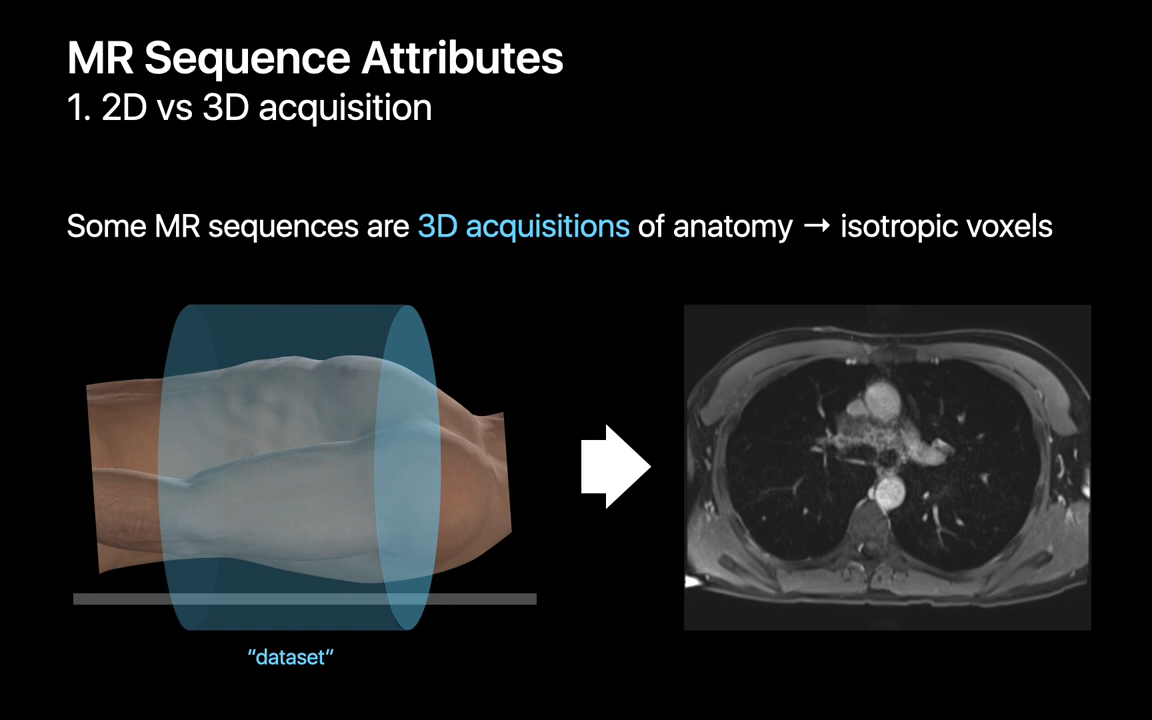 MR Sequence Attributes
1. 2D vs 3D acquisition
Some MR sequences are 3D acquisitions of anatomy → isotropic voxels
“dataset”